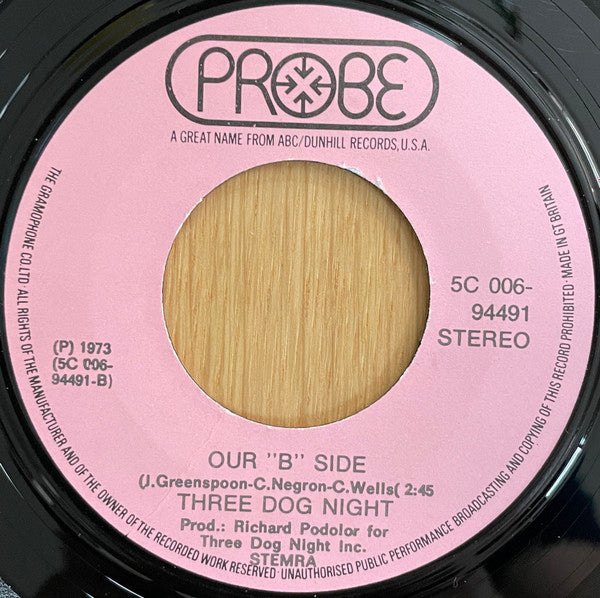 PROBE
A GREAT NAME FROM ABC/DUNHILL RECORDS, U.S.A.
5C 006-
94491
STEREO
(P) 1973
(5C 006-
94491-B)
OUR "B" SIDE
(J.Greenspoon-C.Negron-C.Wells( 2:45
THREE DOG NIGHT
Prod.: Richard Podolor for
Three Dog Night Inc.
STEMRA
THE GRAMOPHONE CO.LTD. ALL RIGHTS OF THE MANUFACTURER AND OF THE OWNER OF THE RECORDED WORK RESERVED · UNAUTHORISED PUBLIC PERFORMANCE BROADCASTING AND COPYING OF THIS RECORD PROHIBITED · MADE IN GT BRITAIN